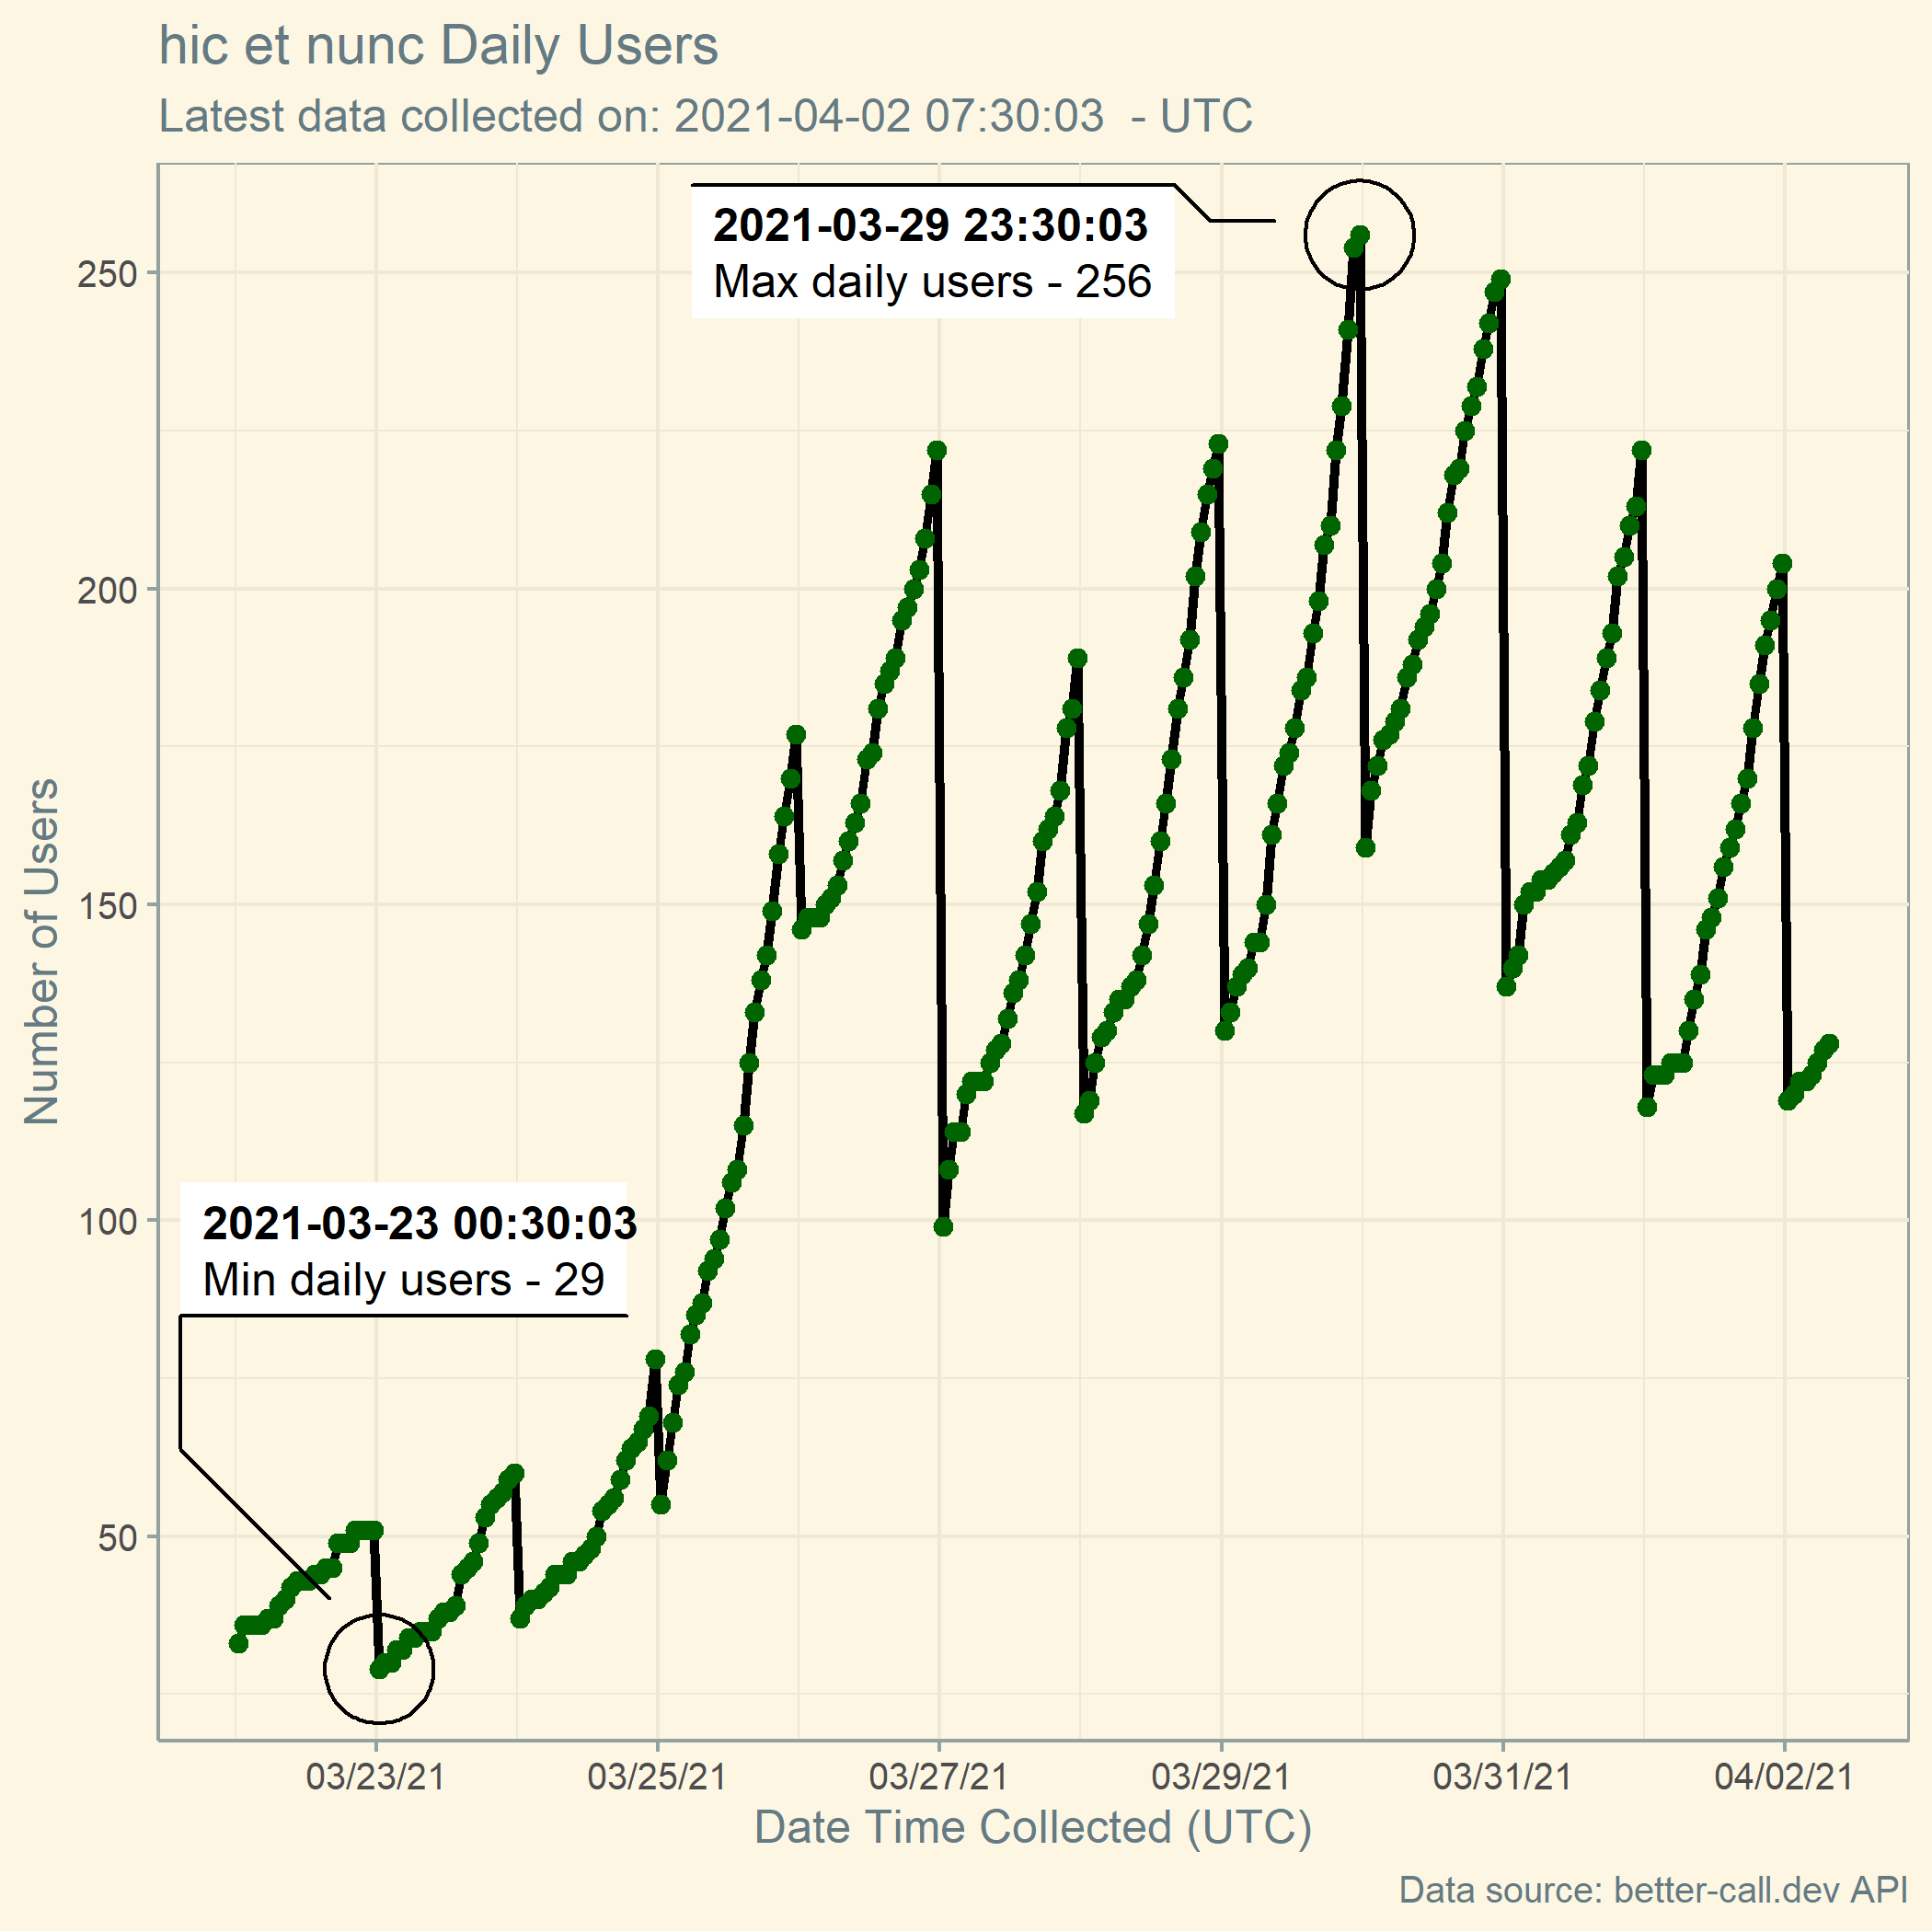 hic et nunc Daily Users
Latest data collected on: 2021-04-02 07:30:03  - UTC
2021-03-29 23:30:03
Max daily users - 256
2021-03-23 00:30:03
Min daily users - 29
Number of Users
250
200
150
100
50
03/23/21
03/25/21
03/27/21
03/29/21
03/31/21
04/02/21
Date Time Collected (UTC)
Data source: better-call.dev API